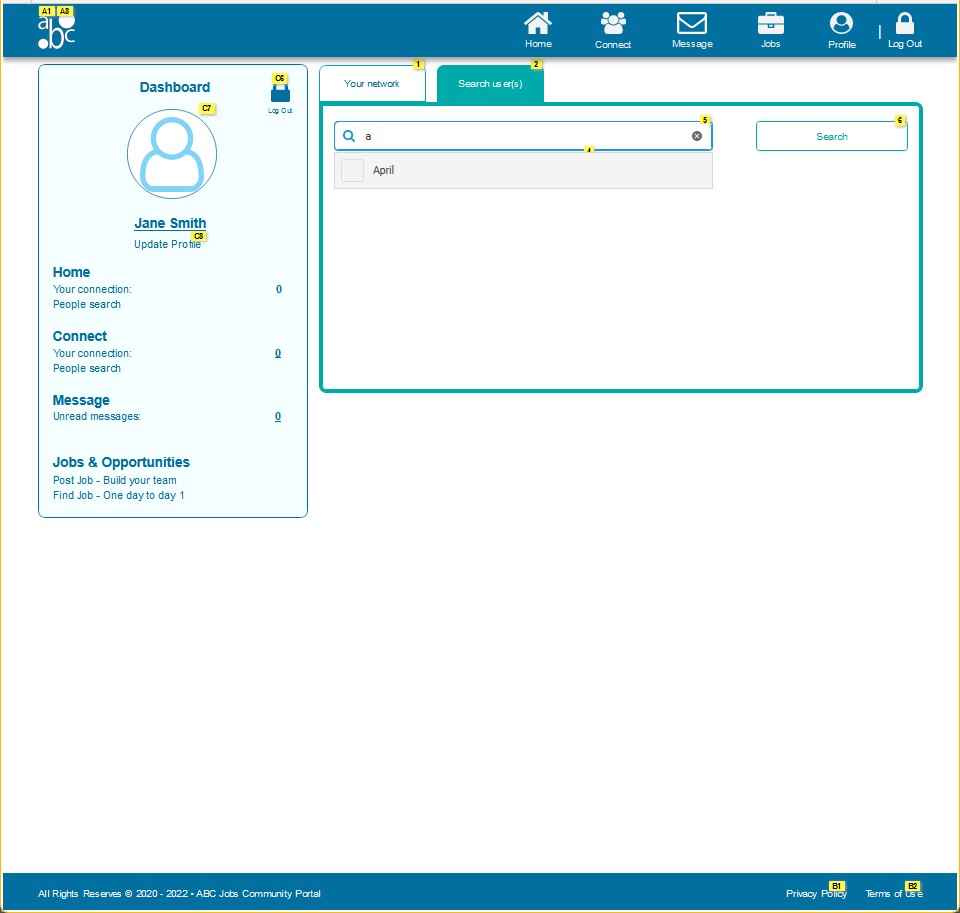 A1 A8
abc
Home
Connect
Message
Jobs
Profile
|
Log Out
Dashboard
C6
Log Out
C7
Jane Smith
C8
Update Profile
Home
Your connection: 0
People search
Connect
Your connection: 0
People search
Message
Unread messages: 0
Jobs & Opportunities
Post Job - Build your team
Find Job - One day to day 1
1
Your network
2
Search user(s)
5
a
4
6
Search
April
All Rights Reserves © 2020 - 2022 • ABC Jobs Community Portal
B1
Privacy Policy
B2
Terms of Use